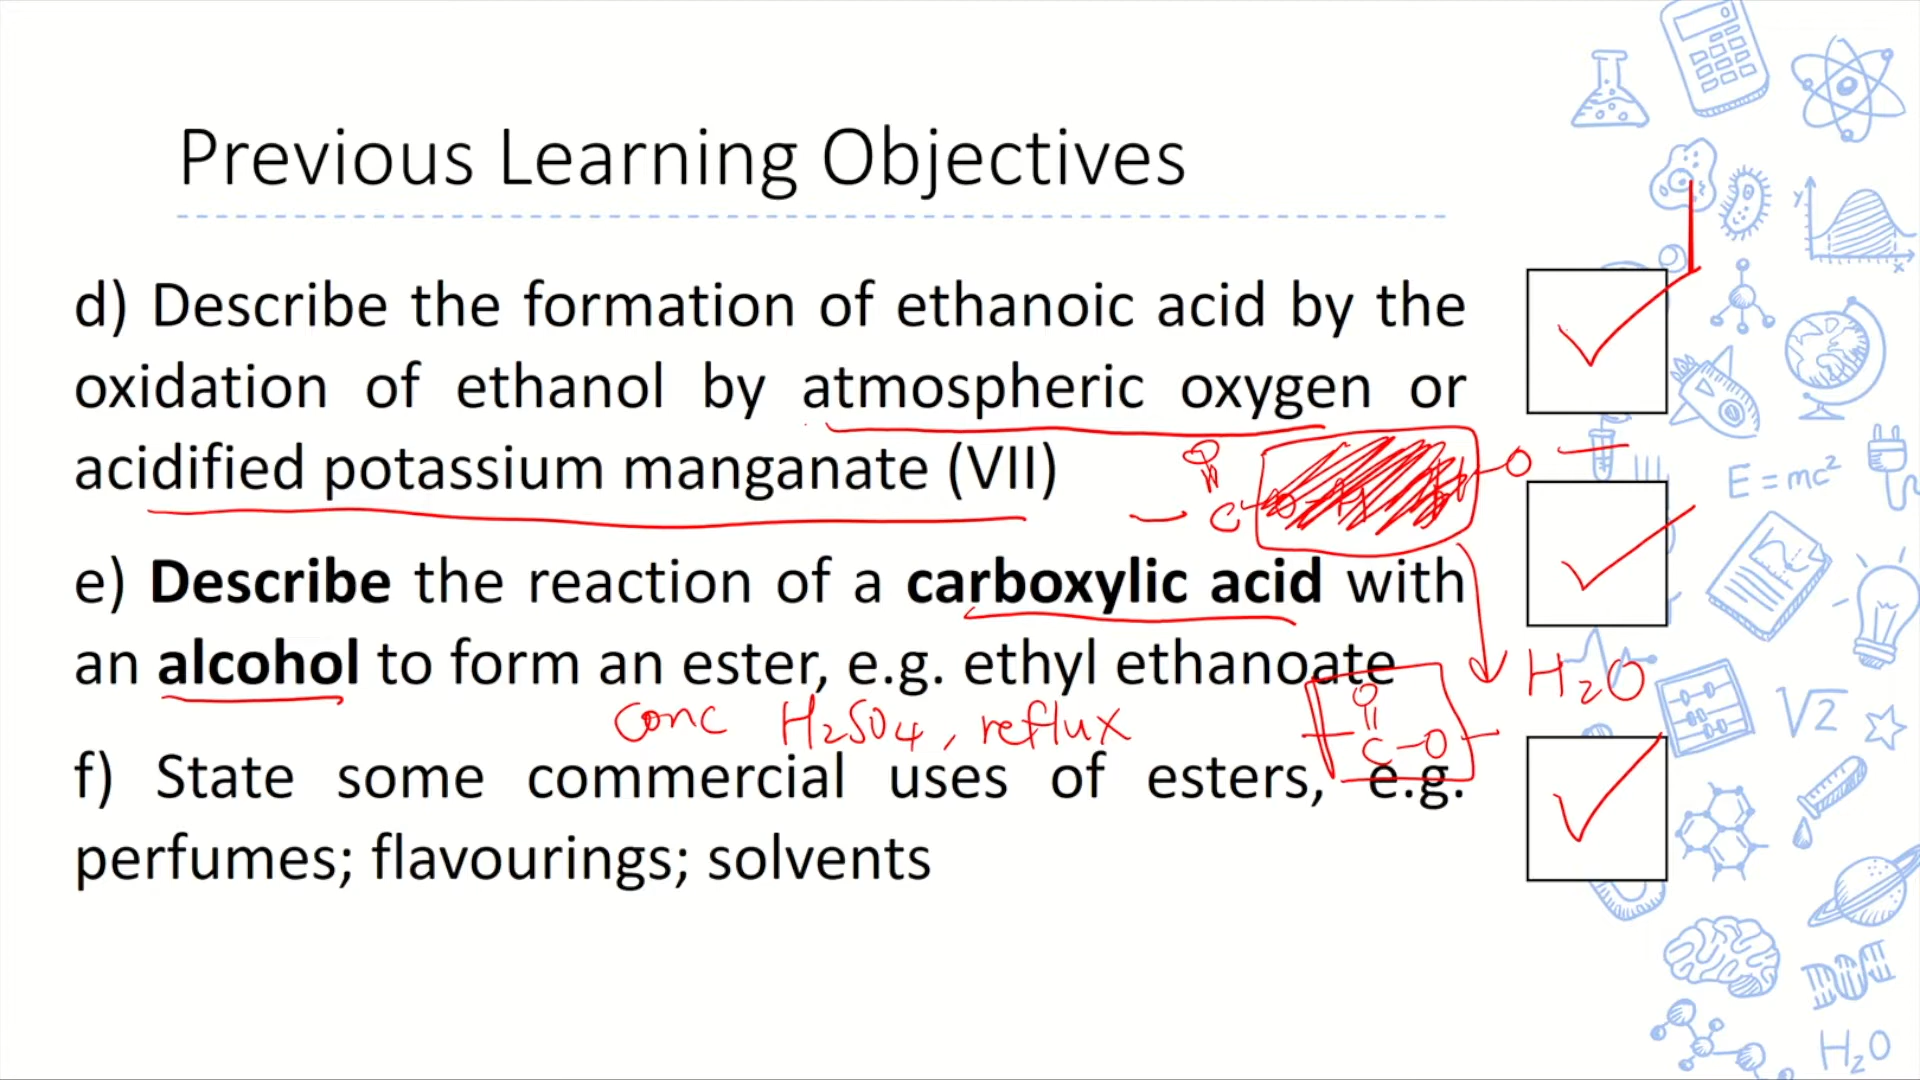 Previous Learning Objectives
d) Describe the formation of ethanoic acid by the
oxidation of ethanol by atmospheric oxygen or
acidified potassium manganate (VII)
O
C-O-H H-O
e) Describe the reaction of a carboxylic acid with
an alcohol to form an ester, e.g. ethyl ethanoate
H₂O
conc H₂SO₄, reflux
O
C-O
f) State some commercial uses of esters, e.g.
perfumes; flavourings; solvents
y
x
E=mc²
√2
H₂O